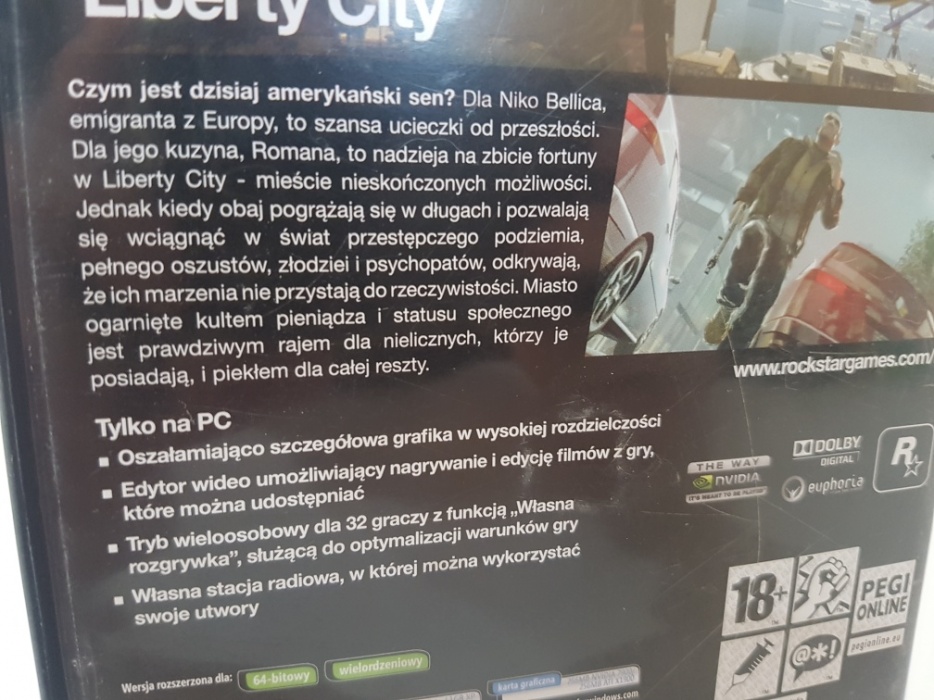 Liberty City
Czym jest dzisiaj amerykański sen? Dla Niko Bellica,
emigranta z Europy, to szansa ucieczki od przeszłości.
Dla jego kuzyna, Romana, to nadzieja na zbicie fortuny
w Liberty City - mieście nieskończonych możliwości.
Jednak kiedy obaj pogrążają się w długach i pozwalają
się wciągnąć w świat przestępczego podziemia,
pełnego oszustów, złodziei i psychopatów, odkrywają,
że ich marzenia nie przystają do rzeczywistości. Miasto
ogarnięte kultem pieniądza i statusu społecznego
jest prawdziwym rajem dla nielicznych, którzy je
posiadają, i piekłem dla całej reszty.
www.rockstargames.com/
Tylko na PC
▪ Oszałamiająco szczegółowa grafika w wysokiej rozdzielczości
▪ Edytor wideo umożliwiający nagrywanie i edycję filmów z gry,
które można udostępniać
▪ Tryb wieloosobowy dla 32 graczy z funkcją „Własna
rozgrywka”, służącą do optymalizacji warunków gry
▪ Własna stacja radiowa, w której można wykorzystać
swoje utwory
THE WAY
NVIDIA
IT'S MEANT TO BE PLAYED
DOLBY
DIGITAL
euphoria
R
18+
PEGI
ONLINE
pegionline.eu
@*!
Wersja rozszerzona dla: 64-bitowy wielordzeniowy
karta graficzna
windows.com